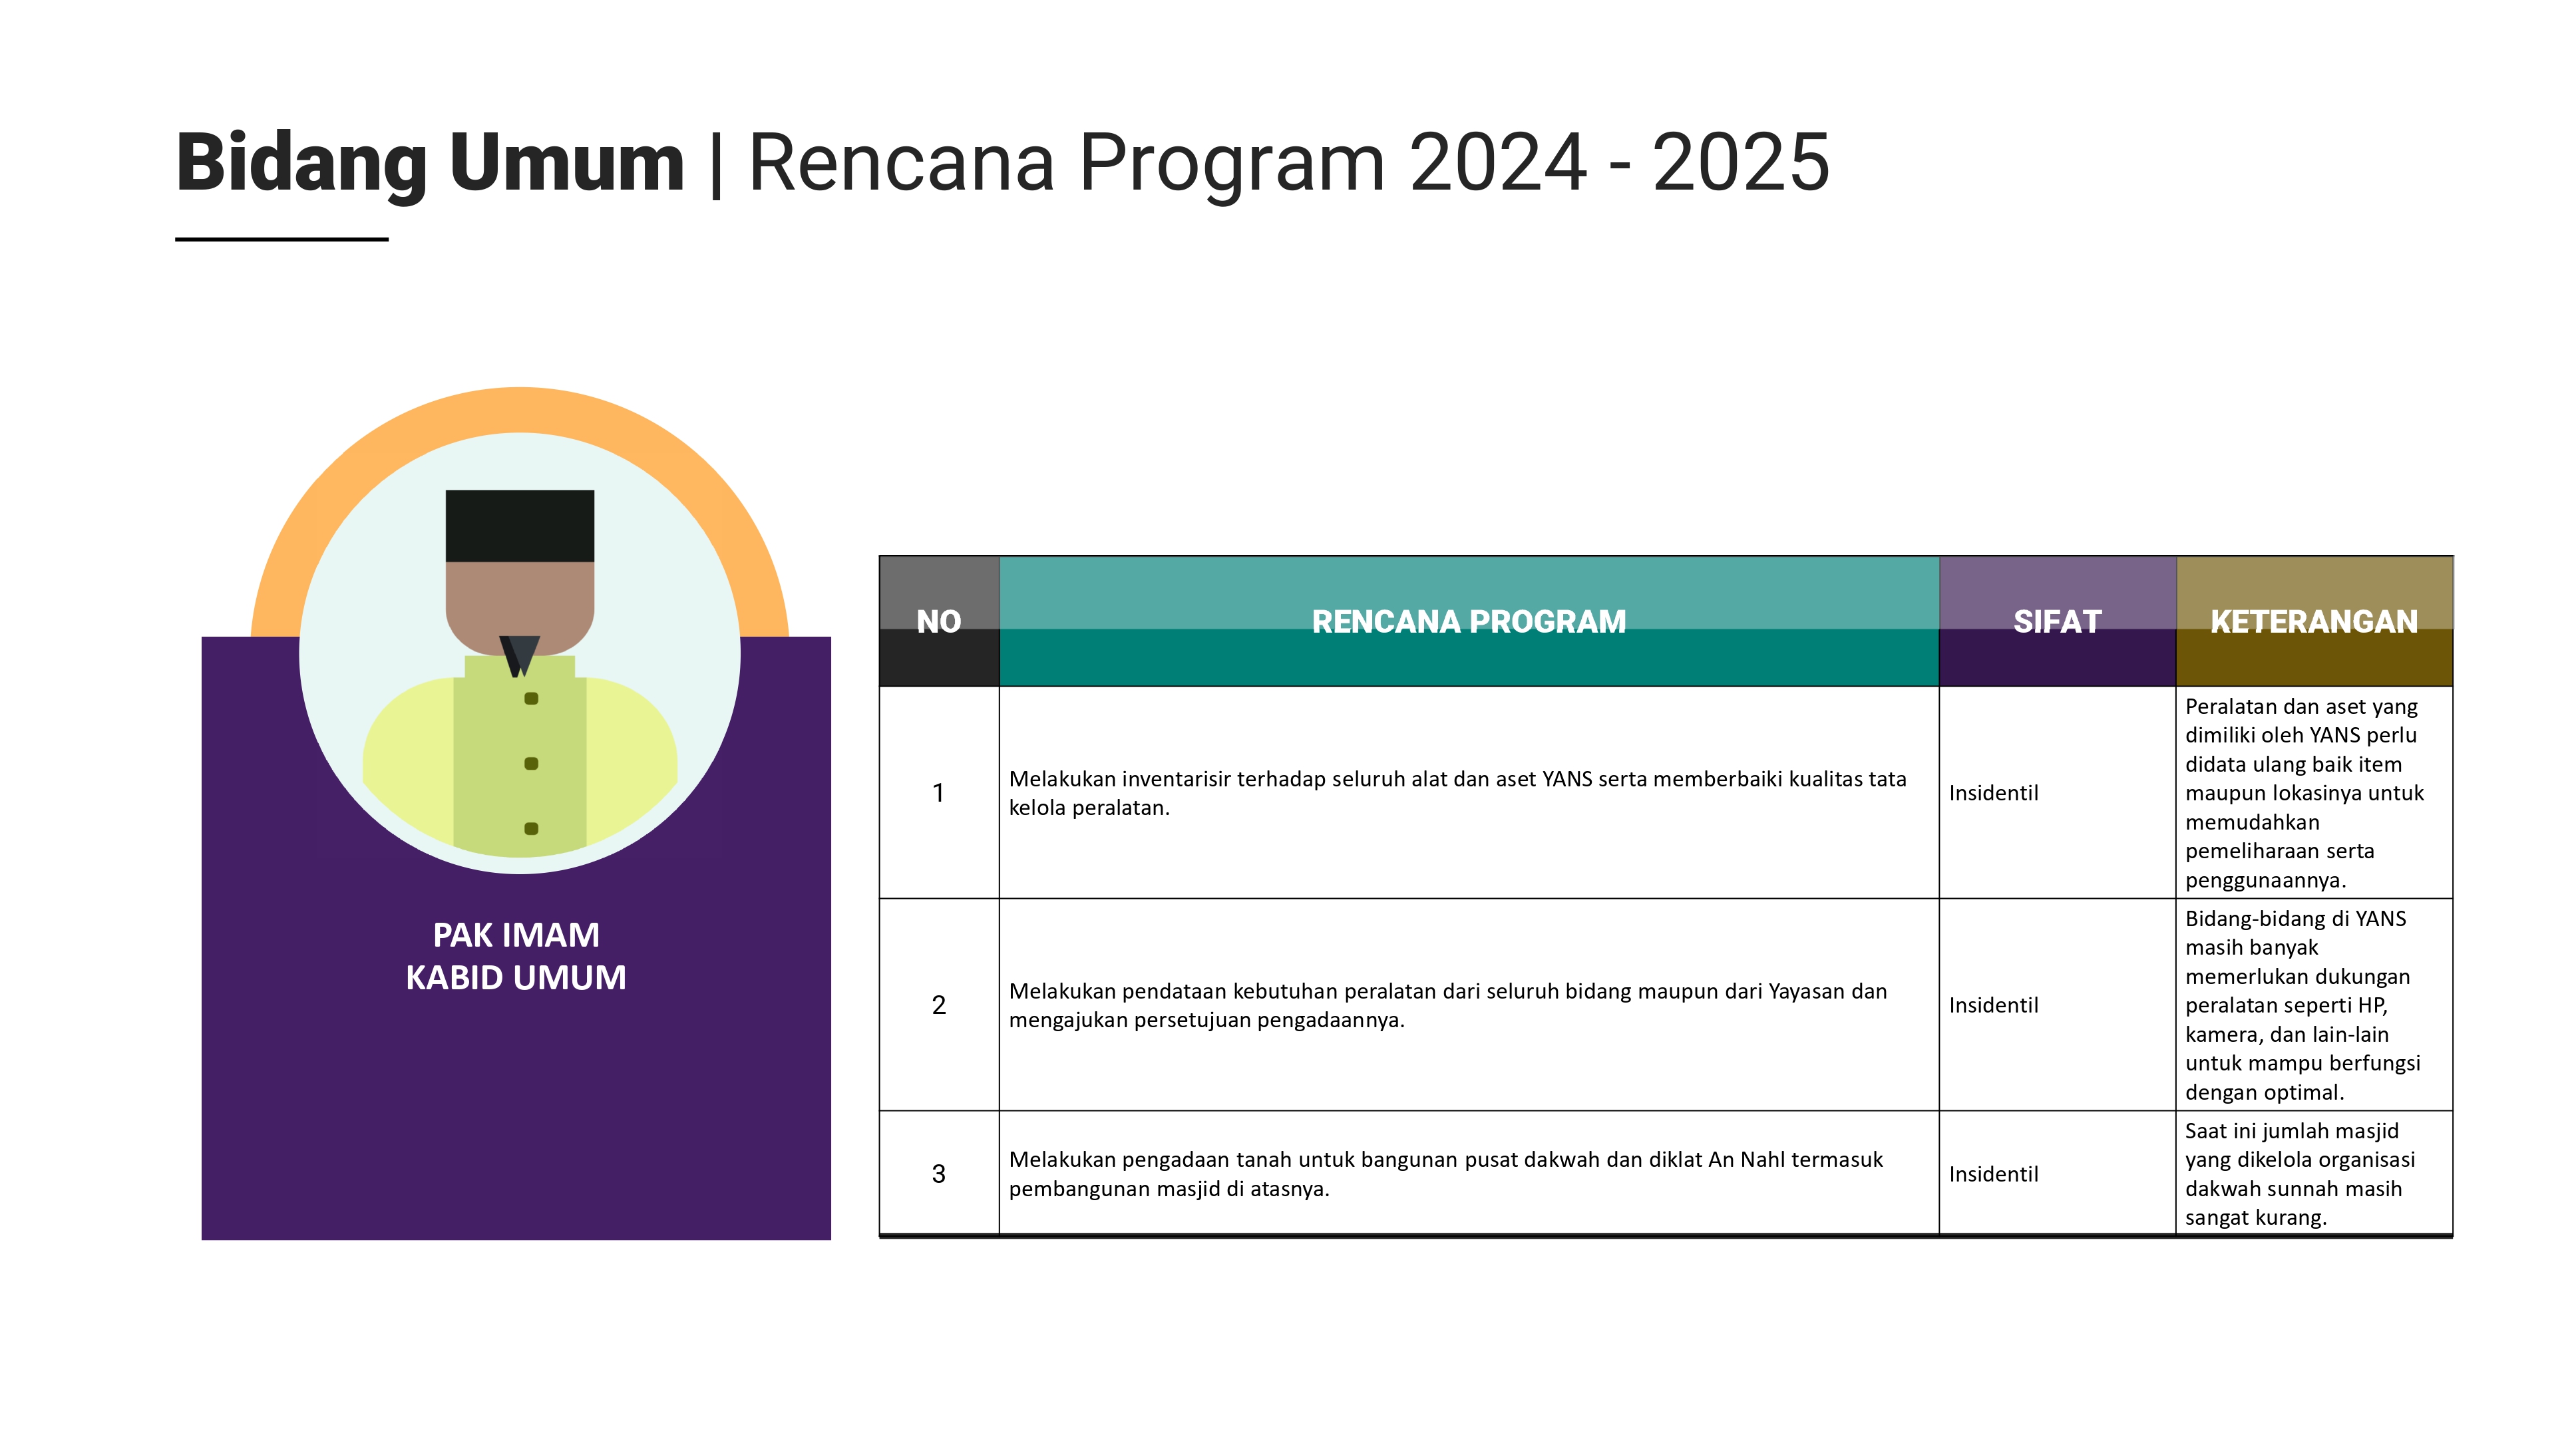 Bidang Umum | Rencana Program 2024 - 2025
PAK IMAM
KABID UMUM
NO
RENCANA PROGRAM
SIFAT
KETERANGAN
1
Melakukan inventarisir terhadap seluruh alat dan aset YANS serta memberbaiki kualitas tata
kelola peralatan.
Insidentil
Peralatan dan aset yang
dimiliki oleh YANS perlu
didata ulang baik item
maupun lokasinya untuk
memudahkan
pemeliharaan serta
penggunaannya.
2
Melakukan pendataan kebutuhan peralatan dari seluruh bidang maupun dari Yayasan dan
mengajukan persetujuan pengadaannya.
Insidentil
Bidang-bidang di YANS
masih banyak
memerlukan dukungan
peralatan seperti HP,
kamera, dan lain-lain
untuk mampu berfungsi
dengan optimal.
3
Melakukan pengadaan tanah untuk bangunan pusat dakwah dan diklat An Nahl termasuk
pembangunan masjid di atasnya.
Insidentil
Saat ini jumlah masjid
yang dikelola organisasi
dakwah sunnah masih
sangat kurang.